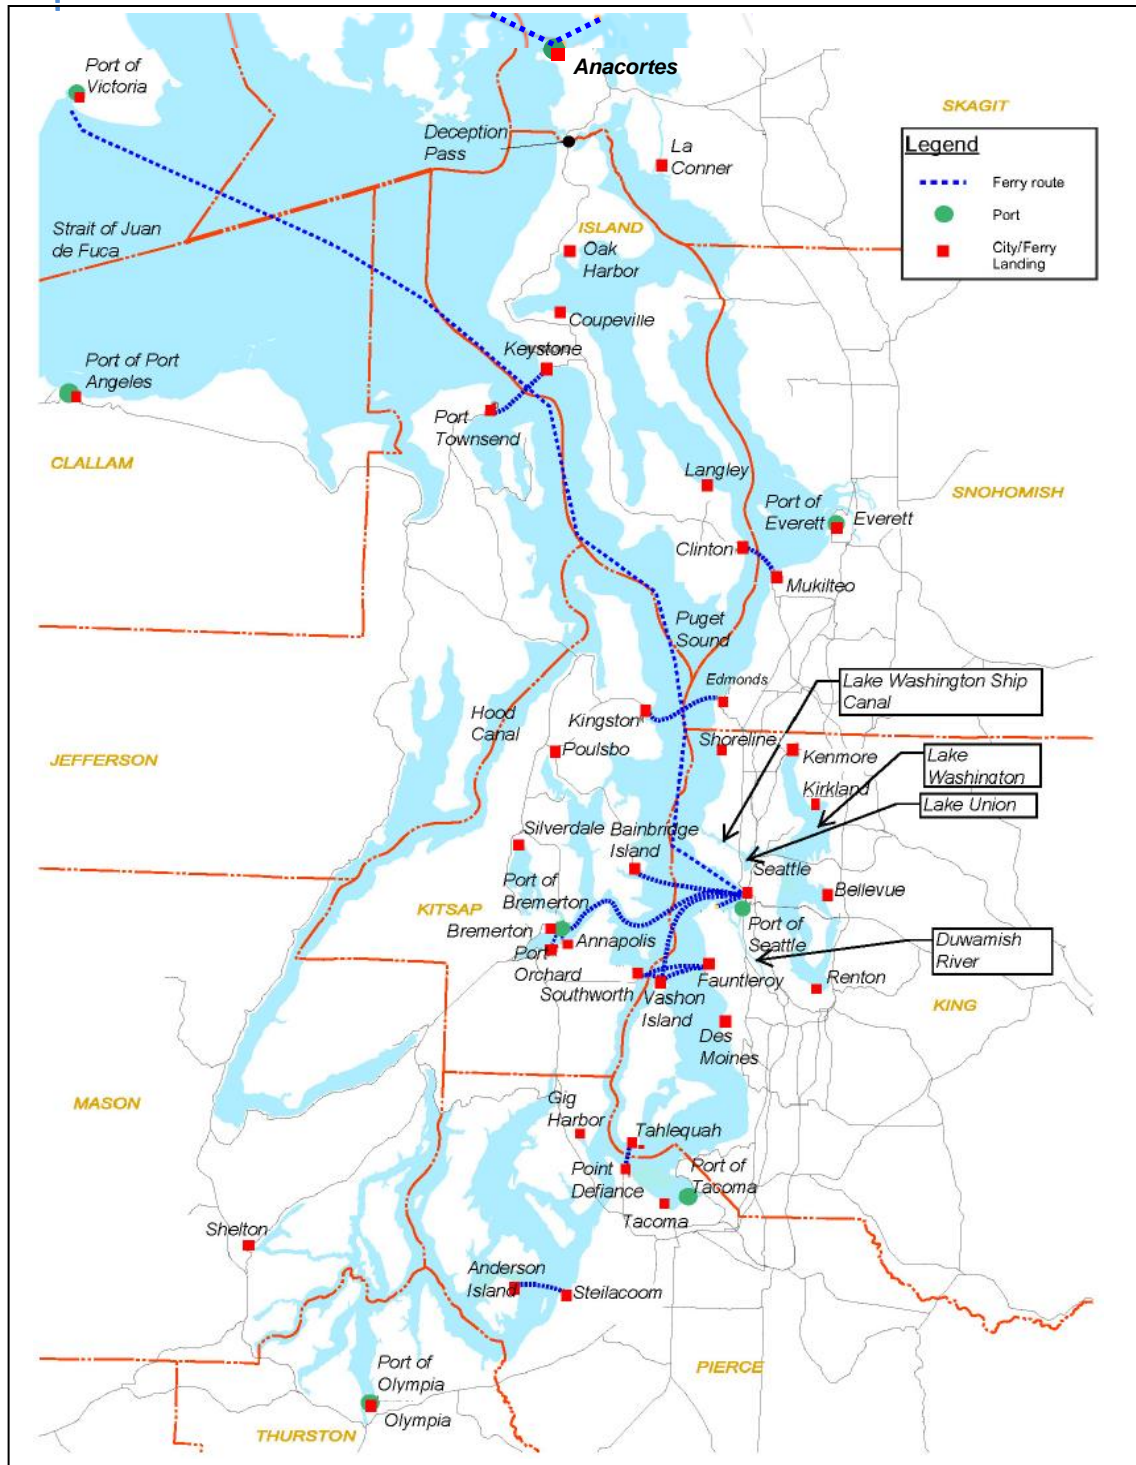 Anacortes
Port of
Victoria
SKAGIT
Deception
Pass
La
Conner
Legend
Ferry route
Port
City/Ferry
Landing
Strait of Juan
de Fuca
ISLAND
Oak
Harbor
Coupeville
Keystone
Port of Port
Angeles
Port
Townsend
CLALLAM
Langley
Port of
Everett
Everett
SNOHOMISH
Clinton
Mukilteo
Puget
Sound
Edmonds
Lake Washington Ship
Canal
Hood
Canal
Kingston
Shoreline
Kenmore
Lake
Washington
JEFFERSON
Poulsbo
Kirkland
Lake Union
Silverdale
Bainbridge
Island
Seattle
Port of
Bremerton
Bellevue
KITSAP
Bremerton
Annapolis
Port of
Seattle
Duwamish
River
Port
Orchard
Southworth
Vashon
Island
Fauntleroy
Renton
KING
Des
Moines
MASON
Gig
Harbor
Tahlequah
Point
Defiance
Port of
Tacoma
Tacoma
Shelton
Anderson
Island
Steilacoom
Port of
Olympia
Olympia
PIERCE
THURSTON